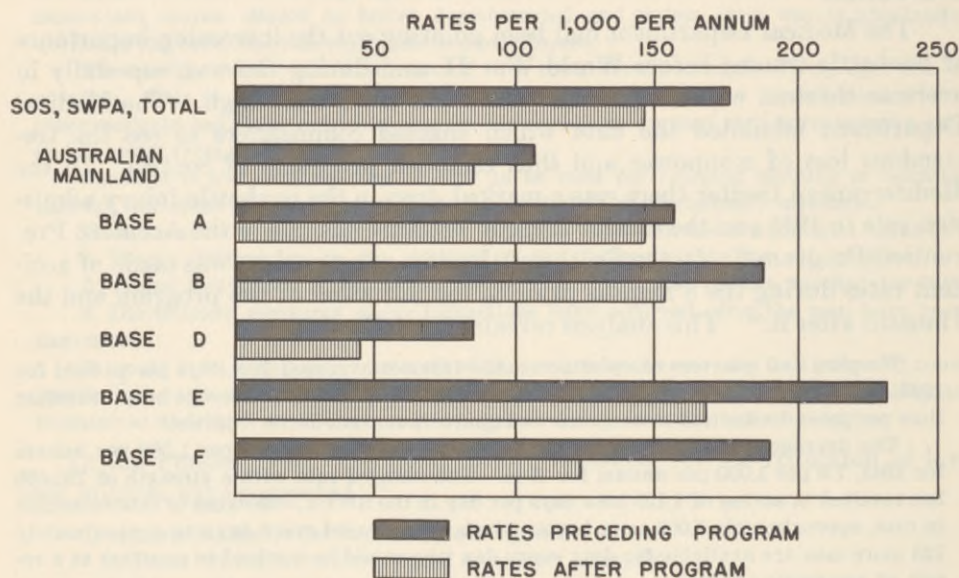 RATES PER 1,000 PER ANNUM
50 100 150 200 250
SOS, SWPA, TOTAL
AUSTRALIAN
MAINLAND
BASE A
BASE B
BASE D
BASE E
BASE F
RATES PRECEDING PROGRAM
RATES AFTER PROGRAM